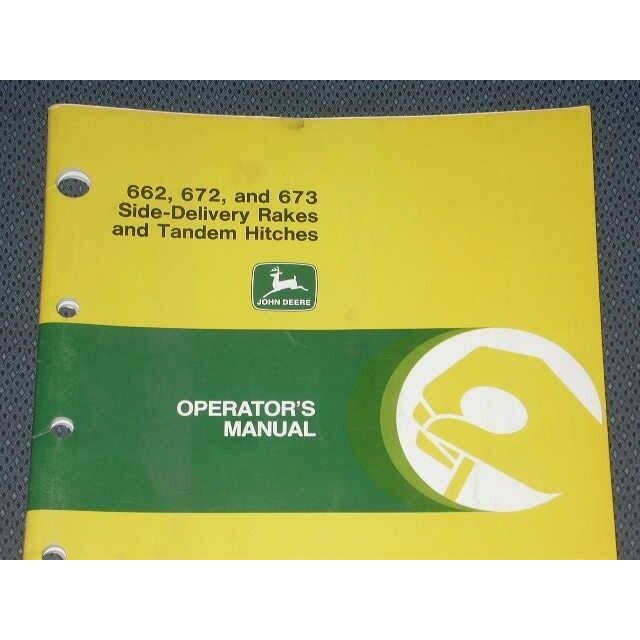 662, 672, and 673
Side-Delivery Rakes
and Tandem Hitches
JOHN DEERE
OPERATOR'S
MANUAL